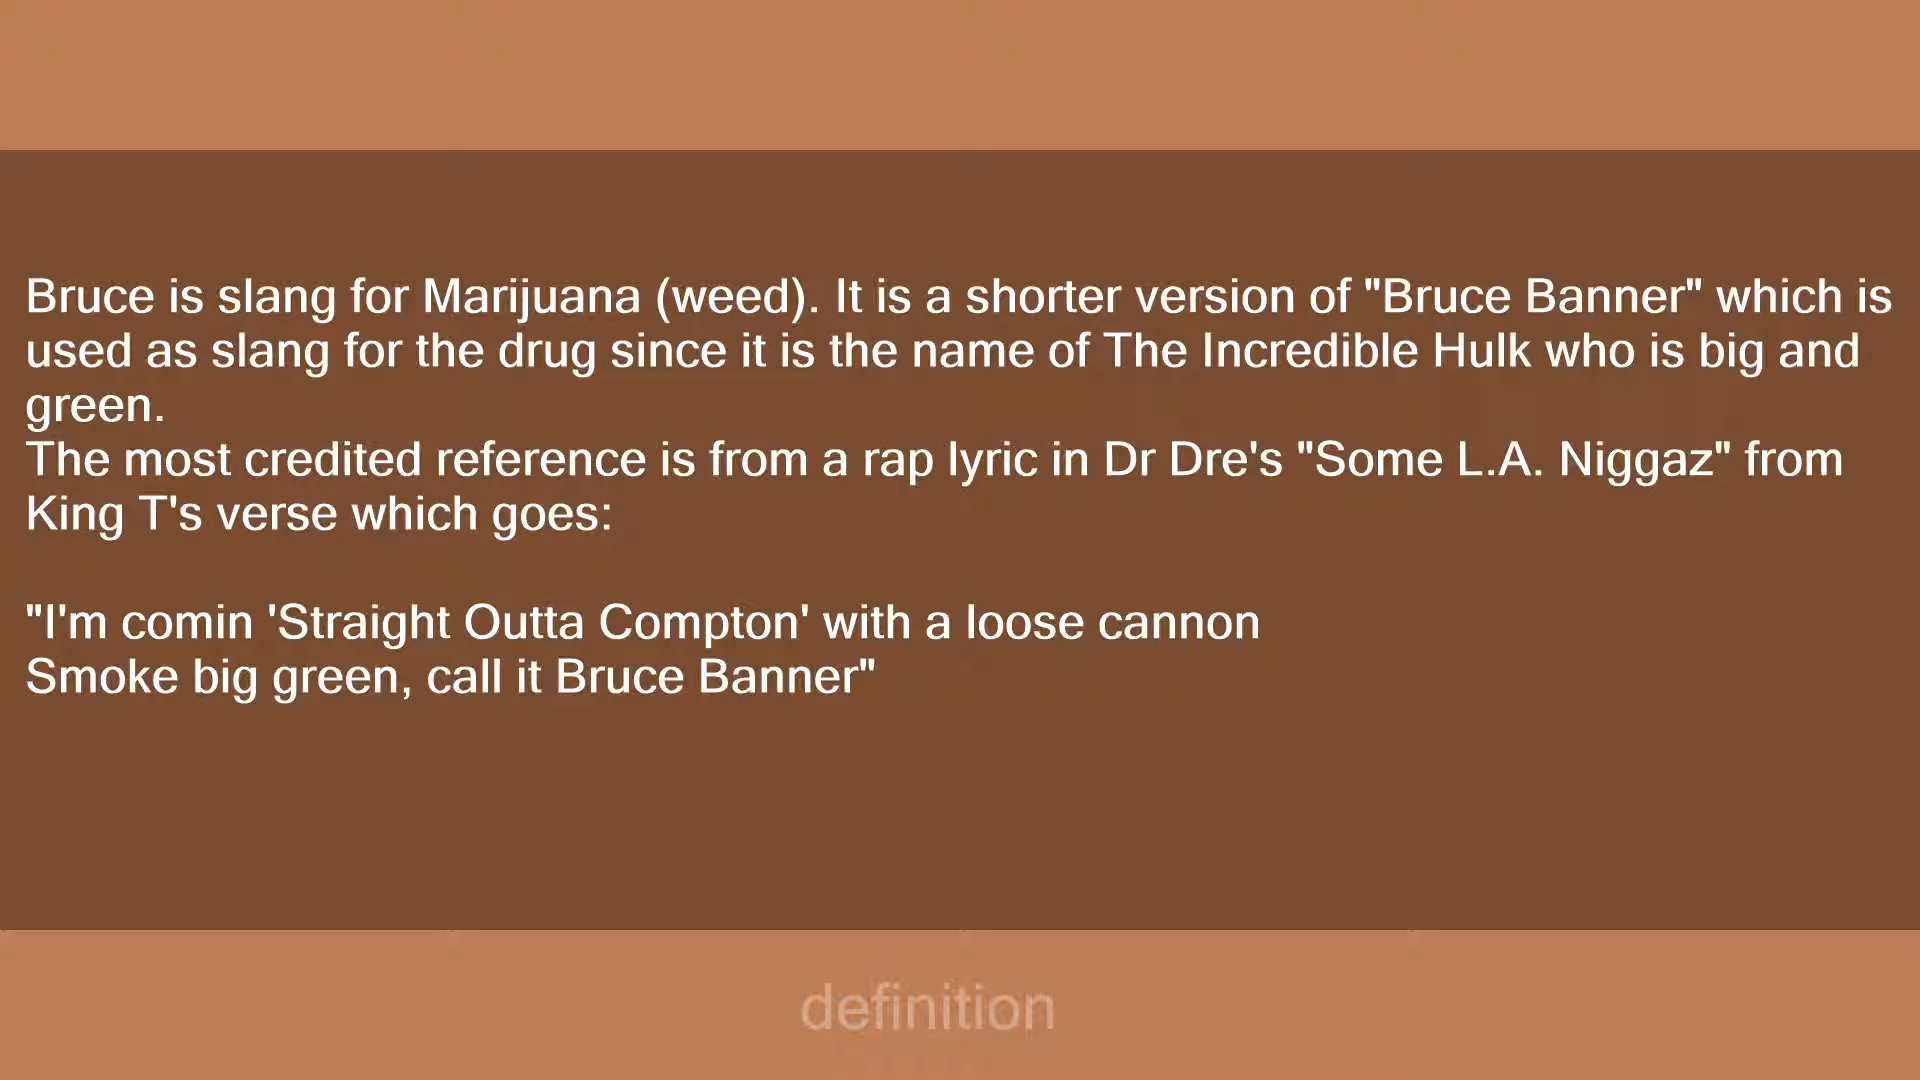 Bruce is slang for Marijuana (weed). It is a shorter version of "Bruce Banner" which is
used as slang for the drug since it is the name of The Incredible Hulk who is big and
green.
The most credited reference is from a rap lyric in Dr Dre's "Some L.A. Niggaz" from
King T's verse which goes:

"I'm comin 'Straight Outta Compton' with a loose cannon
Smoke big green, call it Bruce Banner"
definition